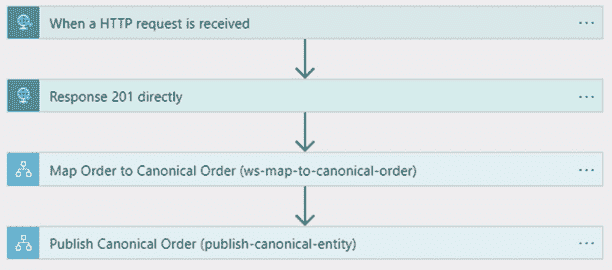 When a HTTP request is received
Response 201 directly
Map Order to Canonical Order (ws-map-to-canonical-order)
Publish Canonical Order (publish-canonical-entity)